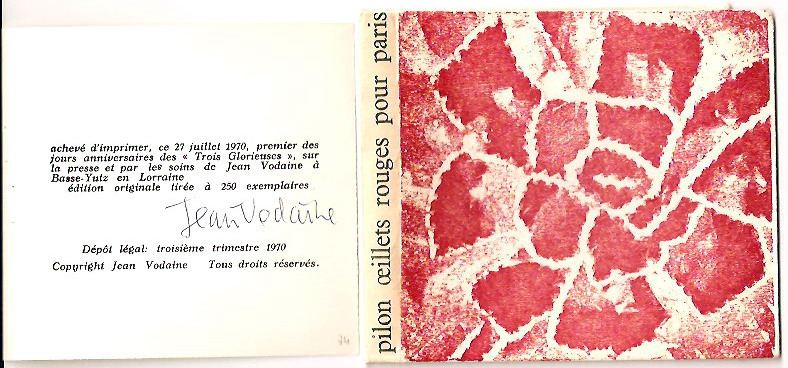 achevé d'imprimer, ce 27 juillet 1970, premier des
jours anniversaires des « Trois Glorieuses », sur
la presse et par les soins de Jean Vodaine à
Basse-Yutz en Lorraine
édition originale tirée à 250 exemplaires
Jean Vodaine
Dépôt légal: troisième trimestre 1970
Copyright Jean Vodaine Tous droits réservés.
pilon œillets rouges pour paris